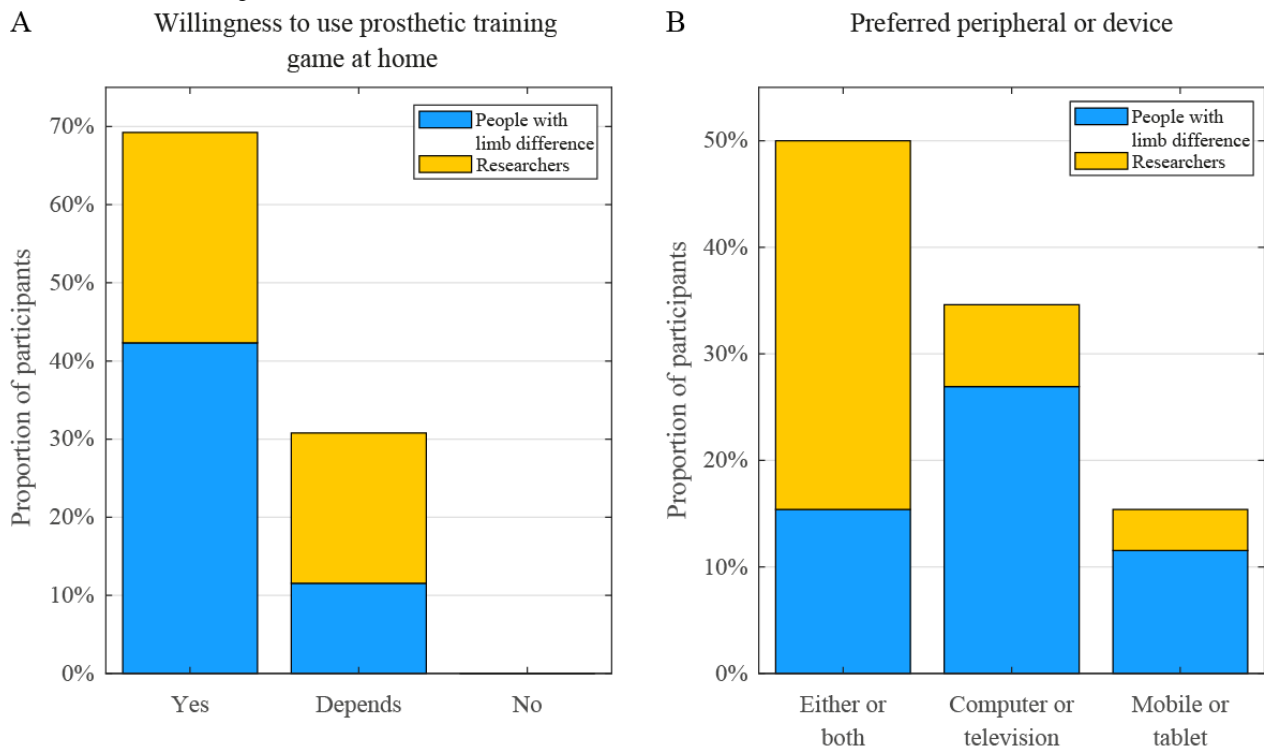 A
Willingness to use prosthetic training
game at home
Proportion of participants
70%
60%
50%
40%
30%
20%
10%
0%
People with
limb difference
Researchers
Yes
Depends
No
B
Preferred peripheral or device
Proportion of participants
50%
40%
30%
20%
10%
0%
People with
limb difference
Researchers
Either or
both
Computer or
television
Mobile or
tablet